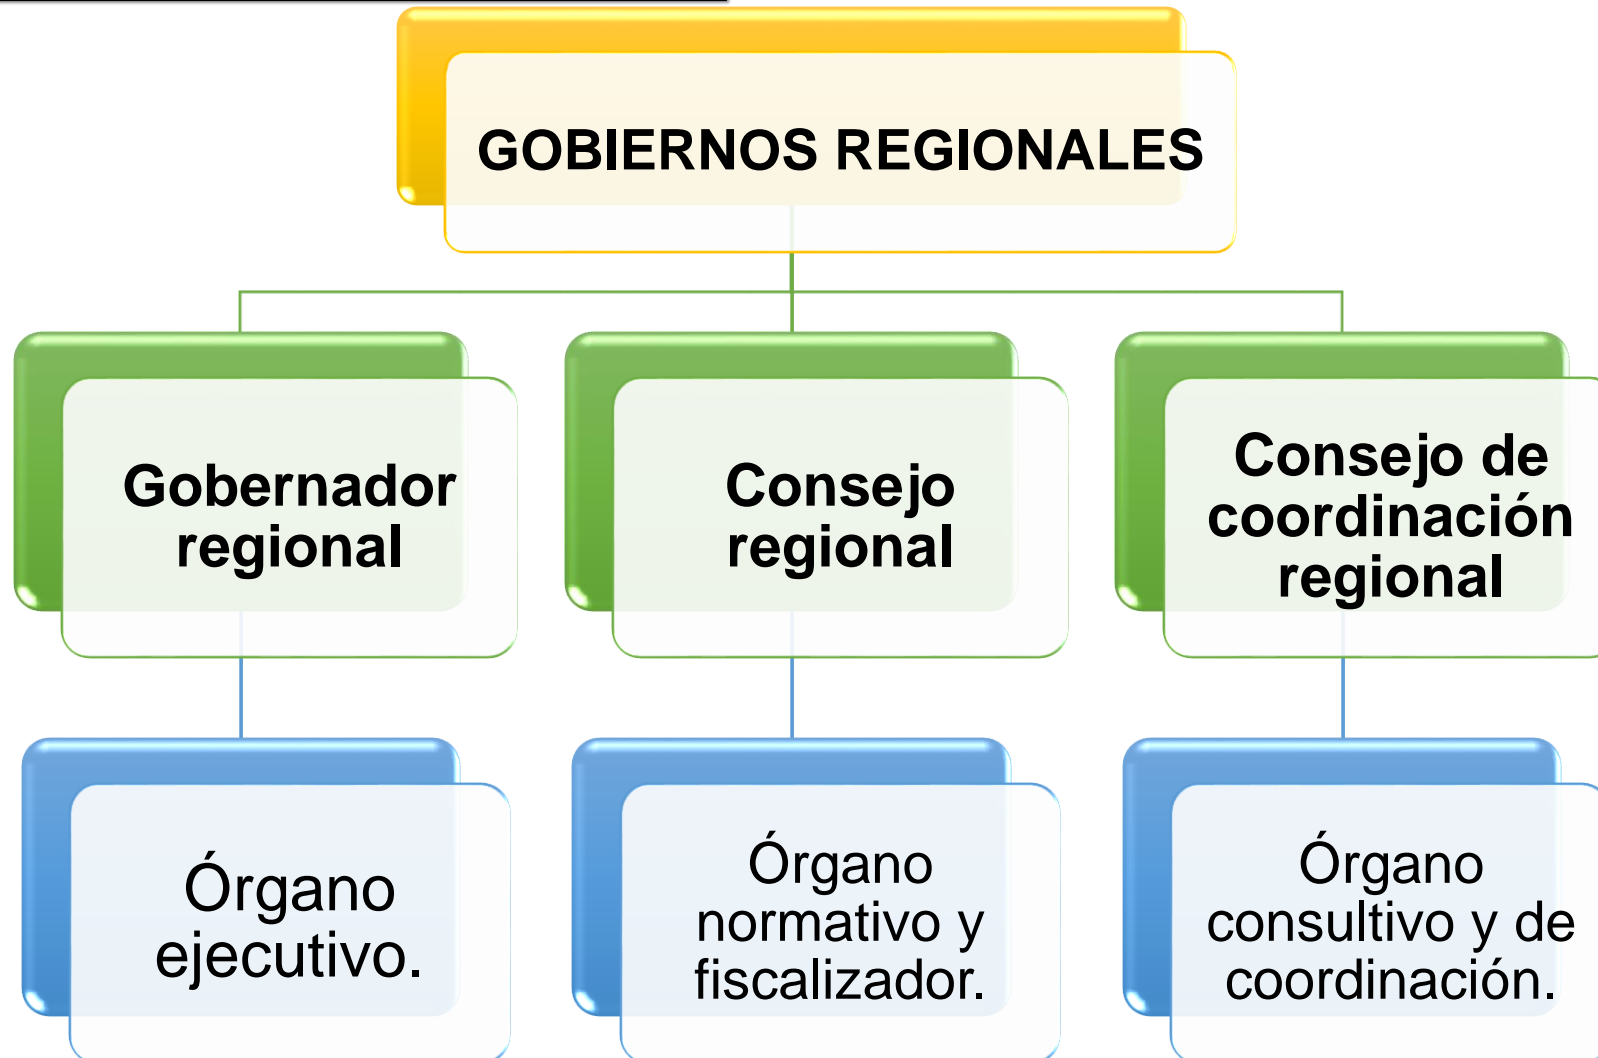 GOBIERNOS REGIONALES
Gobernador
regional
Consejo
regional
Consejo de
coordinación
regional
Órgano
ejecutivo.
Órgano
normativo y
fiscalizador.
Órgano
consultivo y de
coordinación.